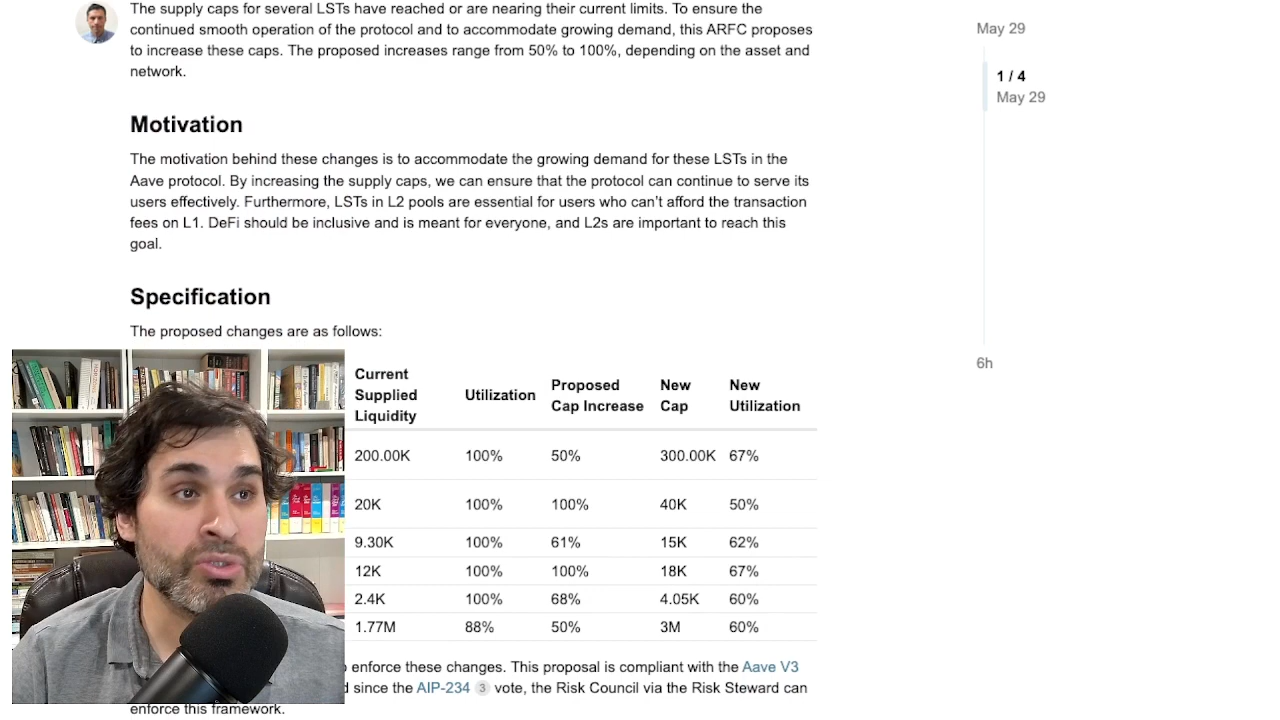 The supply caps for several LSTs have reached or are nearing their current limits. To ensure the
continued smooth operation of the protocol and to accommodate growing demand, this ARFC proposes
to increase these caps. The proposed increases range from 50% to 100%, depending on the asset and
network.
May 29
1 / 4
May 29
6h
Motivation
The motivation behind these changes is to accommodate the growing demand for these LSTs in the
Aave protocol. By increasing the supply caps, we can ensure that the protocol can continue to serve its
users effectively. Furthermore, LSTs in L2 pools are essential for users who can't afford the transaction
fees on L1. DeFi should be inclusive and is meant for everyone, and L2s are important to reach this
goal.
Specification
The proposed changes are as follows:
Current Supplied Liquidity Utilization Proposed Cap Increase New Cap New Utilization
200.00K 100% 50% 300.00K 67%
20K 100% 100% 40K 50%
9.30K 100% 61% 15K 62%
12K 100% 100% 18K 67%
2.4K 100% 68% 4.05K 60%
1.77M 88% 50% 3M 60%
enforce these changes. This proposal is compliant with the Aave V3
since the AIP-234 3 vote, the Risk Council via the Risk Steward can
enforce this framework.